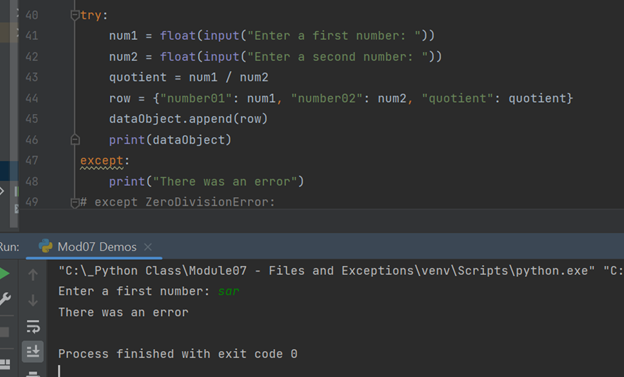 40 try:
41 num1 = float(input("Enter a first number: "))
42 num2 = float(input("Enter a second number: "))
43 quotient = num1 / num2
44 row = {"number01": num1, "number02": num2, "quotient": quotient}
45 dataObject.append(row)
46 print(dataObject)
47 except:
48 print("There was an error")
49 # except ZeroDivisionError:
Run: Mod07 Demos
"C:\_Python Class\Module07 - Files and Exceptions\venv\Scripts\python.exe" "C:
Enter a first number: sar
There was an error
Process finished with exit code 0